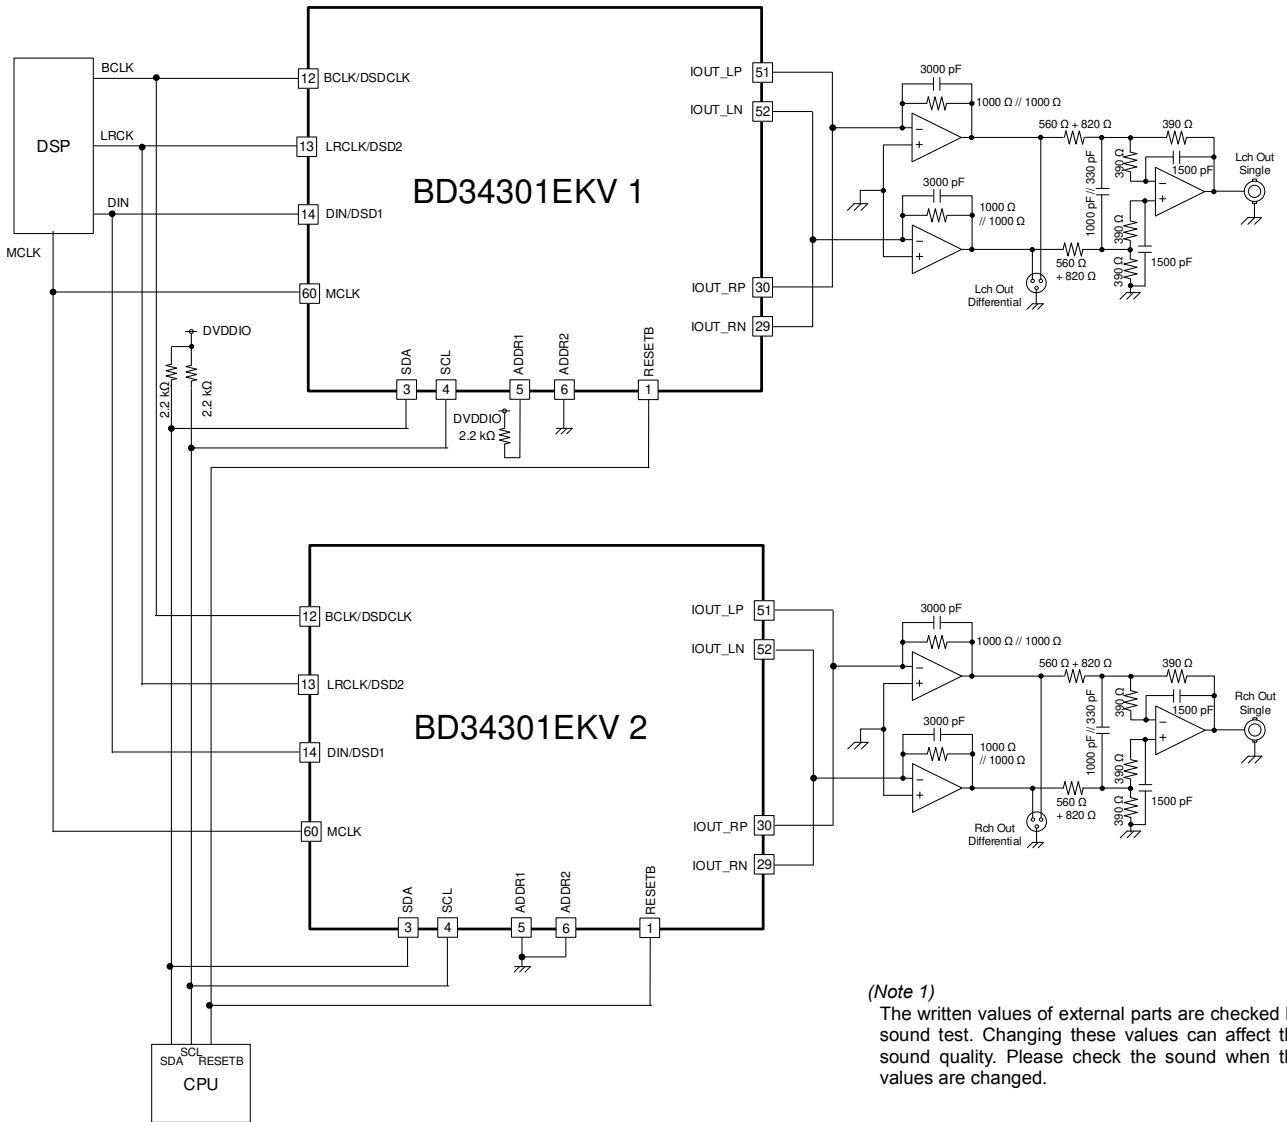 DSP
BCLK
LRCK
DIN
MCLK
BD34301EKV 1
12 BCLK/DSDCLK
13 LRCLK/DSD2
14 DIN/DSD1
60 MCLK
IOUT_LP 51
IOUT_LN 52
IOUT_RP 30
IOUT_RN 29
SDA
3
SCL
4
ADDR1
5
ADDR2
6
RESETB
1
DVDDIO
2.2 kΩ
2.2 kΩ
DVDDIO
2.2 kΩ
3000 pF
1000 Ω // 1000 Ω
3000 pF
1000 Ω
// 1000 Ω
560 Ω + 820 Ω
560 Ω
+ 820 Ω
1000 pF // 330 pF
390 Ω
390 Ω
1500 pF
390 Ω
390 Ω
1500 pF
Lch Out
Single
Lch Out
Differential
BD34301EKV 2
12 BCLK/DSDCLK
13 LRCLK/DSD2
14 DIN/DSD1
60 MCLK
IOUT_LP 51
IOUT_LN 52
IOUT_RP 30
IOUT_RN 29
SDA
3
SCL
4
ADDR1
5
ADDR2
6
RESETB
1
3000 pF
1000 Ω // 1000 Ω
3000 pF
1000 Ω
// 1000 Ω
560 Ω + 820 Ω
560 Ω
+ 820 Ω
1000 pF // 330 pF
390 Ω
390 Ω
1500 pF
390 Ω
390 Ω
1500 pF
Rch Out
Single
Rch Out
Differential
SDA SCL RESETB
CPU
(Note 1)
The written values of external parts are checked
sound test. Changing these values can affect
sound quality. Please check the sound when
values are changed.